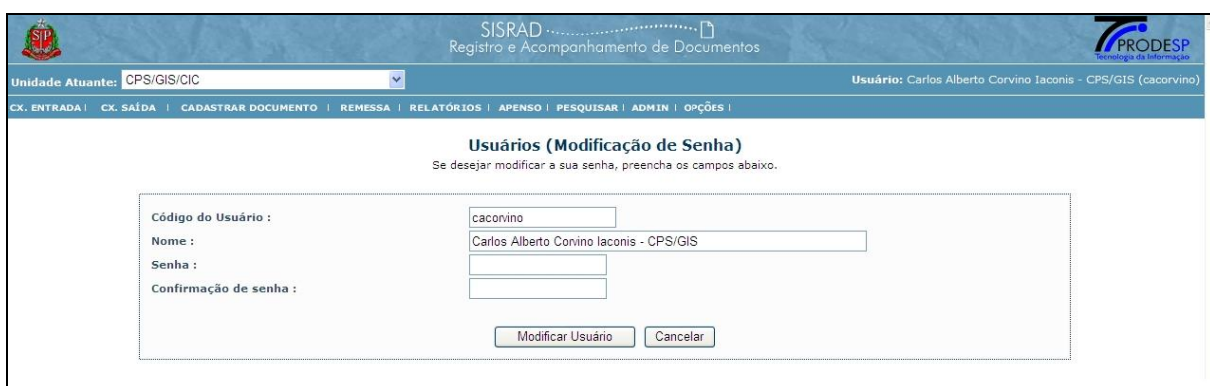 SP
SISRAD
Registro e Acompanhamento de Documentos
PRODESP
Tecnologia da Informação
Unidade Atuante: CPS/GIS/CIC
Usuário: Carlos Alberto Corvino Iaconis - CPS/GIS (cacorvino)
CX. ENTRADA | CX. SAÍDA | CADASTRAR DOCUMENTO | REMESSA | RELATÓRIOS | APENSO | PESQUISAR | ADMIN | OPÇÕES |
Usuários (Modificação de Senha)
Se desejar modificar a sua senha, preencha os campos abaixo.
Código do Usuário : cacorvino
Nome : Carlos Alberto Corvino Iaconis - CPS/GIS
Senha :
Confirmação de senha :
Modificar Usuário Cancelar